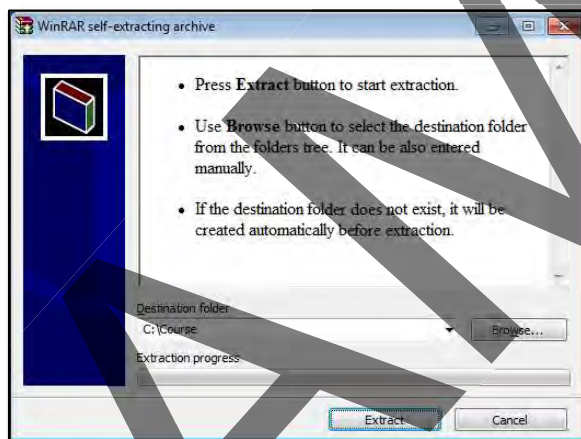 WinRAR self-extracting archive
• Press Extract button to start extraction.
• Use Browse button to select the destination folder
from the folders tree. It can be also entered
manually.
• If the destination folder does not exist, it will be
created automatically before extraction.
Destination folder
C:\Course
Browse...
Extraction progress
Extract
Cancel